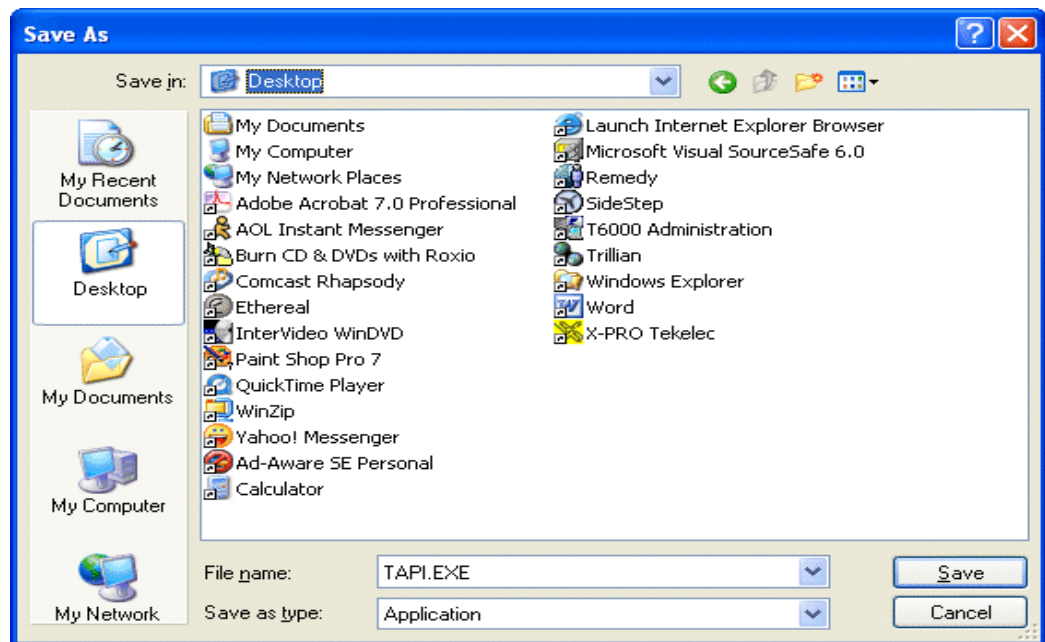 Save As
Save in:
Desktop
My Recent
Documents
Desktop
My Documents
My Computer
My Network
My Documents
My Computer
My Network Places
Adobe Acrobat 7.0 Professional
AOL Instant Messenger
Burn CD & DVDs with Roxio
Comcast Rhapsody
Ethereal
InterVideo WinDVD
Paint Shop Pro 7
QuickTime Player
WinZip
Yahoo! Messenger
Ad-Aware SE Personal
Calculator
Launch Internet Explorer Browser
Microsoft Visual SourceSafe 6.0
Remedy
SideStep
T6000 Administration
Trillian
Windows Explorer
Word
X-PRO Tekelec
File name:
TAPI.EXE
Save
Save as type:
Application
Cancel